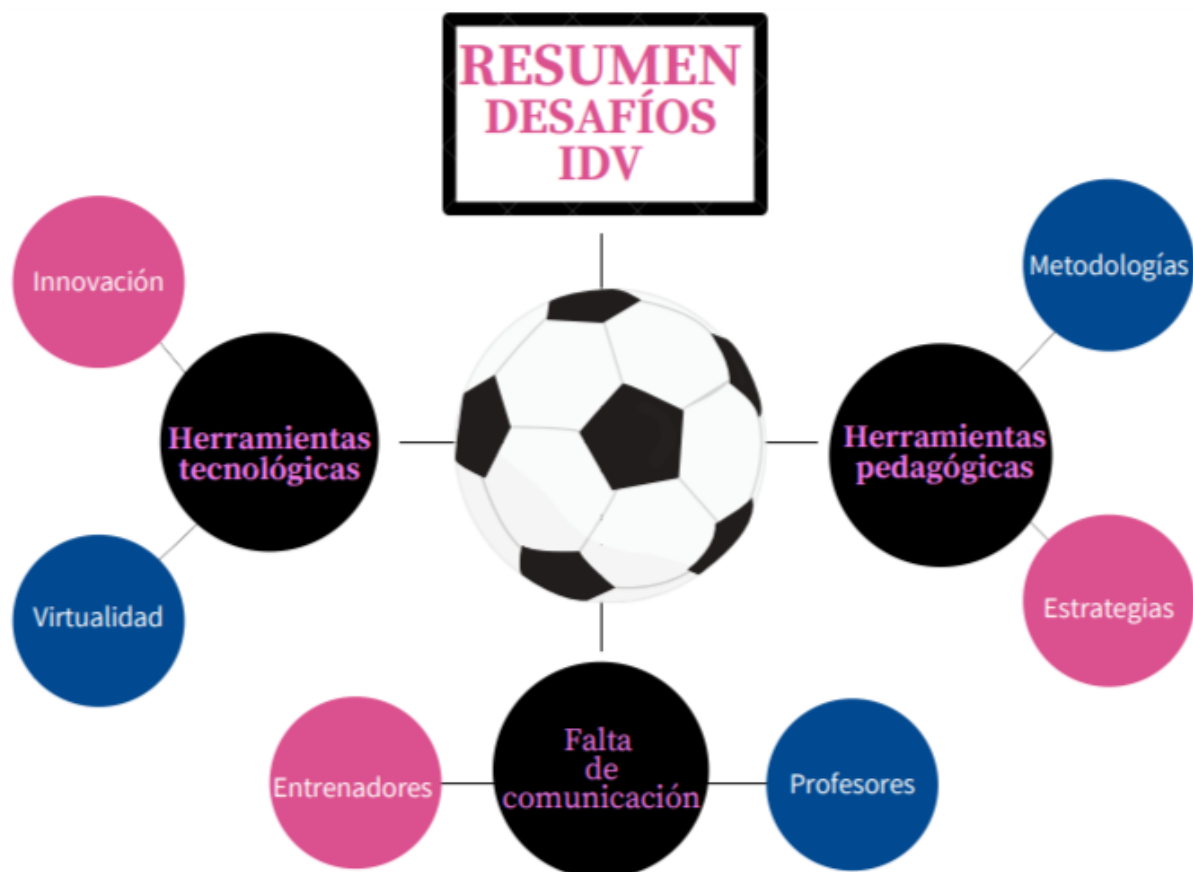 RESUMEN
DESAFÍOS
IDV
Innovación
Metodologías
Herramientas
tecnológicas
Herramientas
pedagógicas
Virtualidad
Estrategias
Falta
de
comunicación
Entrenadores
Profesores